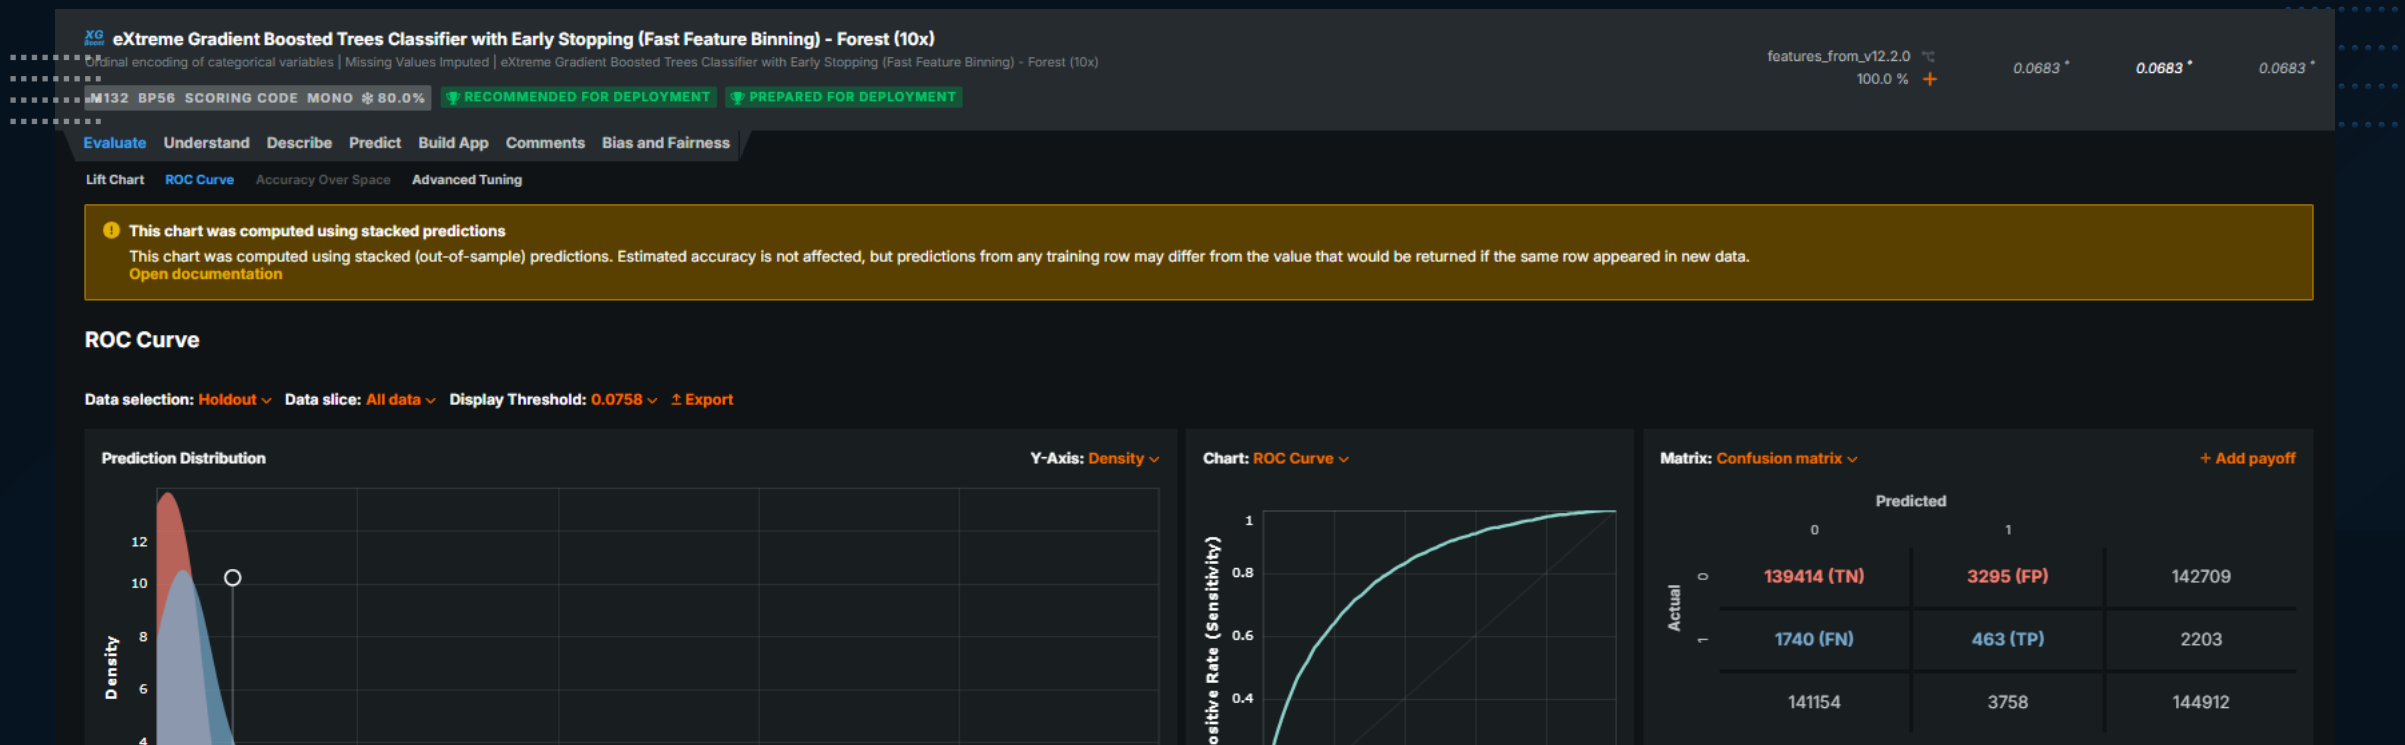 XG Boost eXtreme Gradient Boosted Trees Classifier with Early Stopping (Fast Feature Binning) - Forest (10x)
Ordinal encoding of categorical variables | Missing Values Imputed | eXtreme Gradient Boosted Trees Classifier with Early Stopping (Fast Feature Binning) - Forest (10x)
M132 BP56 SCORING CODE MONO 80.0% RECOMMENDED FOR DEPLOYMENT PREPARED FOR DEPLOYMENT
features_from_v12.2.0
100.0 % +
0.0683 * 0.0683 * 0.0683 *
Evaluate Understand Describe Predict Build App Comments Bias and Fairness
Lift Chart ROC Curve Accuracy Over Space Advanced Tuning
This chart was computed using stacked predictions
This chart was computed using stacked (out-of-sample) predictions. Estimated accuracy is not affected, but predictions from any training row may differ from the value that would be returned if the same row appeared in new data.
Open documentation
ROC Curve
Data selection: Holdout Data slice: All data Display Threshold: 0.0758 Export
Prediction Distribution Y-Axis: Density
12
10
8
6
4
Density
Chart: ROC Curve
1
0.8
0.6
0.4
ositive Rate (Sensitivity)
Matrix: Confusion matrix + Add payoff
Predicted
0 1
Actual
0 139414 (TN) 3295 (FP) 142709
1 1740 (FN) 463 (TP) 2203
141154 3758 144912